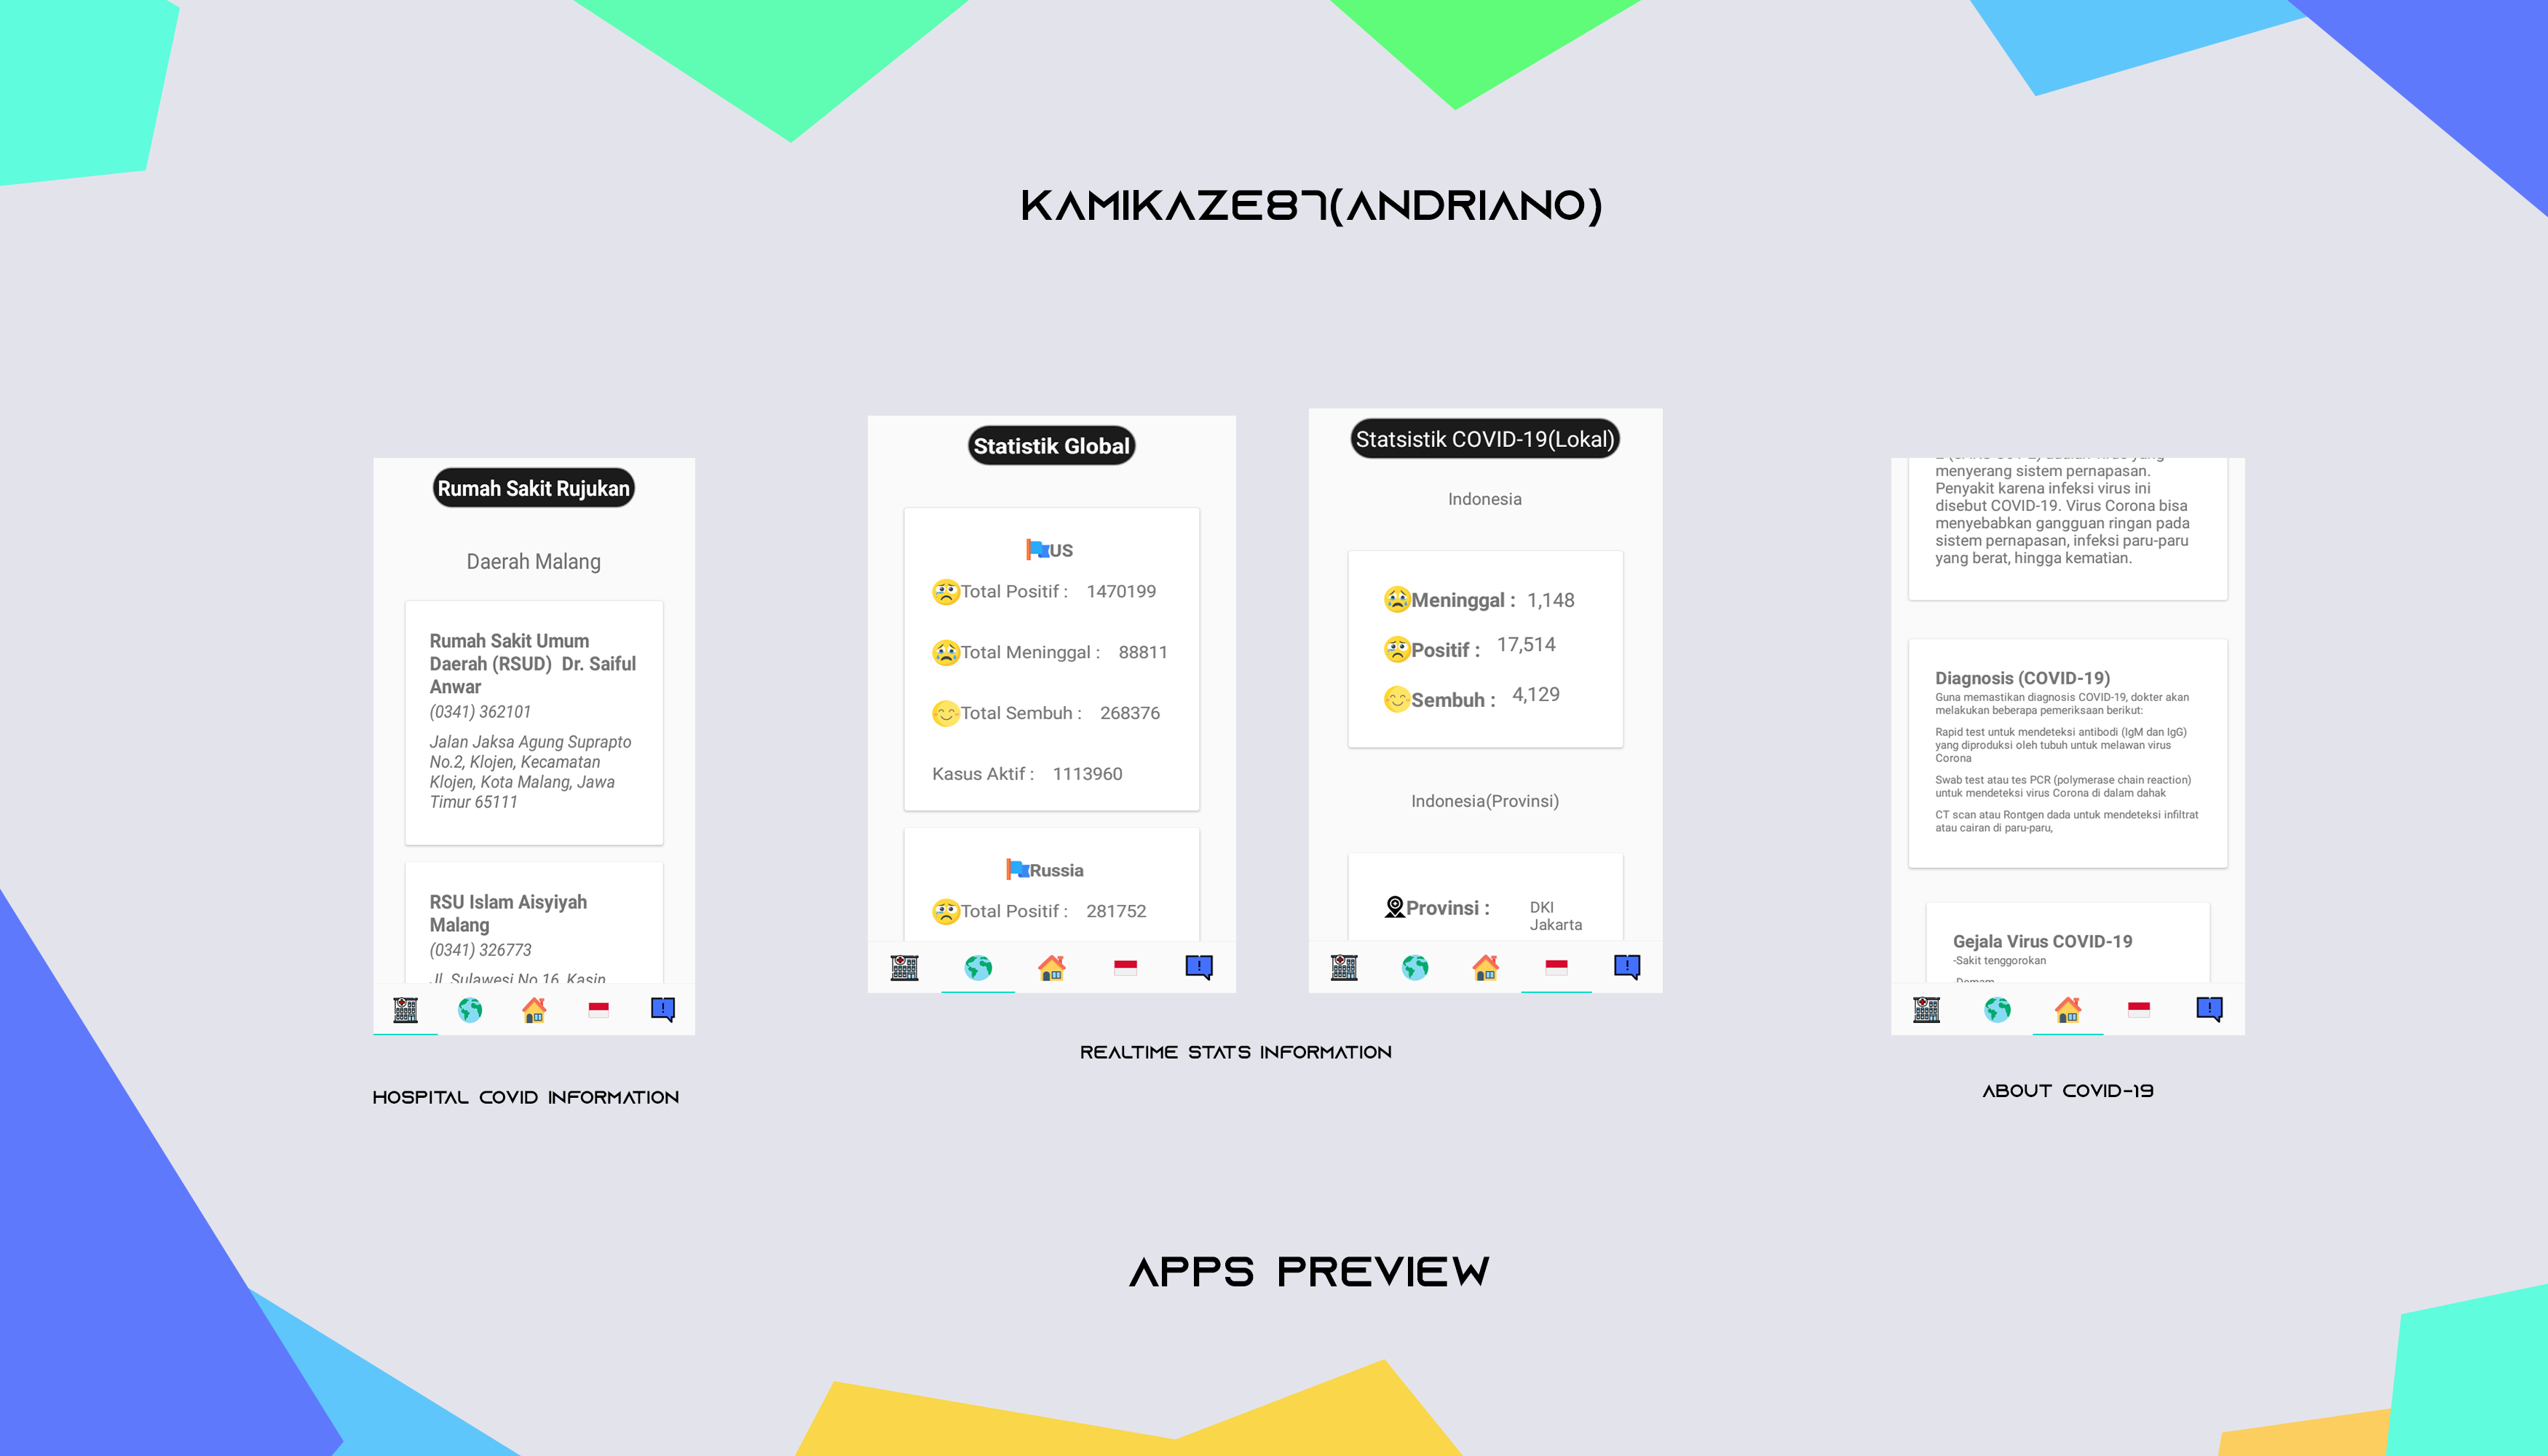 KAMIKAZE87(ANDRIANO)
Rumah Sakit Rujukan
Daerah Malang
Rumah Sakit Umum
Daerah (RSUD) Dr. Saiful
Anwar
(0341) 362101
Jalan Jaksa Agung Suprapto
No.2, Klojen, Kecamatan
Klojen, Kota Malang, Jawa
Timur 65111
RSU Islam Aisyiyah
Malang
(0341) 326773
Jl. Sulawesi No.16, Kasin,
HOSPITAL COVID INFORMATION
Statistik Global
US
Total Positif : 1470199
Total Meninggal : 88811
Total Sembuh : 268376
Kasus Aktif : 1113960
Russia
Total Positif : 281752
Statsistik COVID-19(Lokal)
Indonesia
Meninggal : 1,148
Positif : 17,514
Sembuh : 4,129
Indonesia(Provinsi)
Provinsi : DKI
Jakarta
REALTIME STATS INFORMATION
menyerang sistem pernapasan.
Penyakit karena infeksi virus ini
disebut COVID-19. Virus Corona bisa
menyebabkan gangguan ringan pada
sistem pernapasan, infeksi paru-paru
yang berat, hingga kematian.
Diagnosis (COVID-19)
Guna memastikan diagnosis COVID-19, dokter akan
melakukan beberapa pemeriksaan berikut:
Rapid test untuk mendeteksi antibodi (IgM dan IgG)
yang diproduksi oleh tubuh untuk melawan virus
Corona
Swab test atau tes PCR (polymerase chain reaction)
untuk mendeteksi virus Corona di dalam dahak
CT scan atau Rontgen dada untuk mendeteksi infiltrat
atau cairan di paru-paru,
Gejala Virus COVID-19
-Sakit tenggorokan
ABOUT COVID-19
APPS PREVIEW